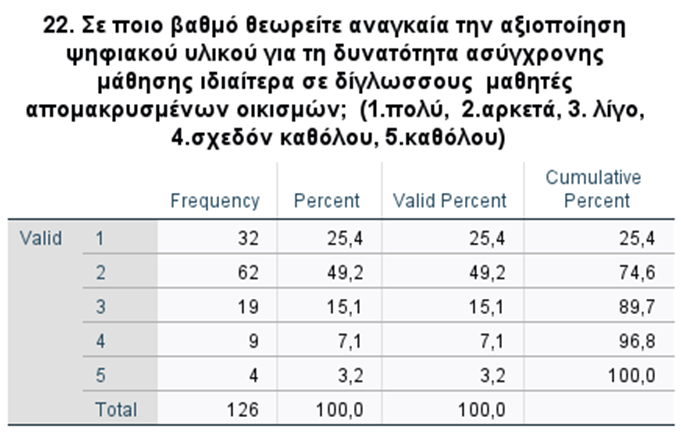 22. Σε ποιο βαθμό θεωρείτε αναγκαία την αξιοποίηση
ψηφιακού υλικού για τη δυνατότητα ασύγχρονης
μάθησης ιδιαίτερα σε δίγλωσσους μαθητές
απομακρυσμένων οικισμών; (1.πολύ, 2.αρκετά, 3. λίγο,
4.σχεδόν καθόλου, 5.καθόλου)
Frequency Percent Valid Percent Cumulative Percent
Valid 1 32 25,4 25,4 25,4
2 62 49,2 49,2 74,6
3 19 15,1 15,1 89,7
4 9 7,1 7,1 96,8
5 4 3,2 3,2 100,0
Total 126 100,0 100,0